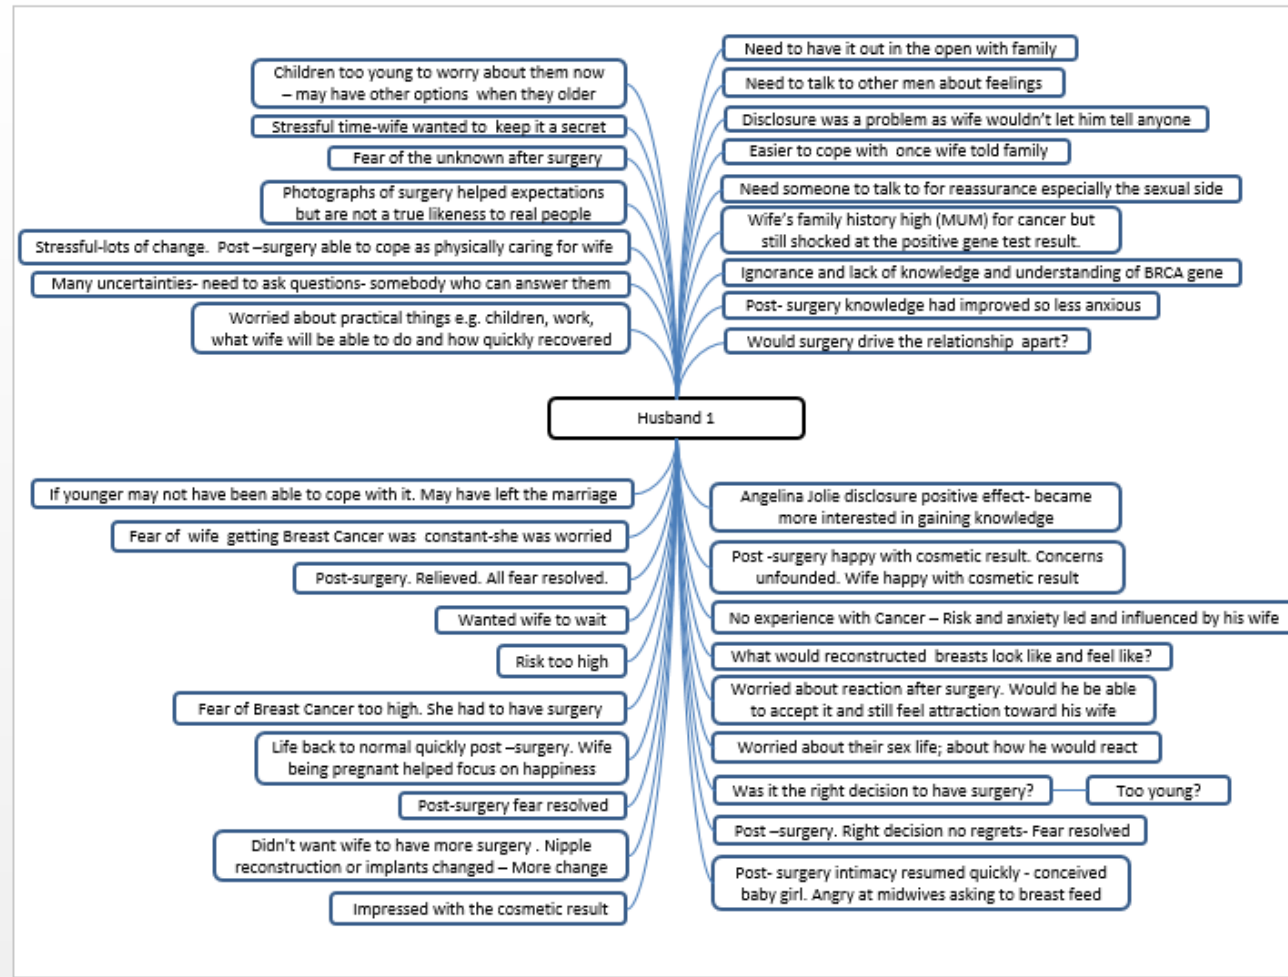 Children too young to worry about them now
– may have other options when they older
Stressful time-wife wanted to keep it a secret
Fear of the unknown after surgery
Photographs of surgery helped expectations
but are not a true likeness to real people
Stressful-lots of change. Post –surgery able to cope as physically caring for wife
Many uncertainties- need to ask questions- somebody who can answer them
Worried about practical things e.g. children, work,
what wife will be able to do and how quickly recovered
Need to have it out in the open with family
Need to talk to other men about feelings
Disclosure was a problem as wife wouldn't let him tell anyone
Easier to cope with once wife told family
Need someone to talk to for reassurance especially the sexual side
Wife's family history high (MUM) for cancer but
still shocked at the positive gene test result.
Ignorance and lack of knowledge and understanding of BRCA gene
Post- surgery knowledge had improved so less anxious
Would surgery drive the relationship apart?
Husband 1
If younger may not have been able to cope with it. May have left the marriage
Fear of wife getting Breast Cancer was constant-she was worried
Post-surgery. Relieved. All fear resolved.
Wanted wife to wait
Risk too high
Fear of Breast Cancer too high. She had to have surgery
Life back to normal quickly post –surgery. Wife
being pregnant helped focus on happiness
Post-surgery fear resolved
Didn't want wife to have more surgery . Nipple
reconstruction or implants changed – More change
Impressed with the cosmetic result
Angelina Jolie disclosure positive effect- became
more interested in gaining knowledge
Post -surgery happy with cosmetic result. Concerns
unfounded. Wife happy with cosmetic result
No experience with Cancer – Risk and anxiety led and influenced by his wife
What would reconstructed breasts look like and feel like?
Worried about reaction after surgery. Would he be able
to accept it and still feel attraction toward his wife
Worried about their sex life; about how he would react
Was it the right decision to have surgery?
Too young?
Post –surgery. Right decision no regrets- Fear resolved
Post- surgery intimacy resumed quickly - conceived
baby girl. Angry at midwives asking to breast feed